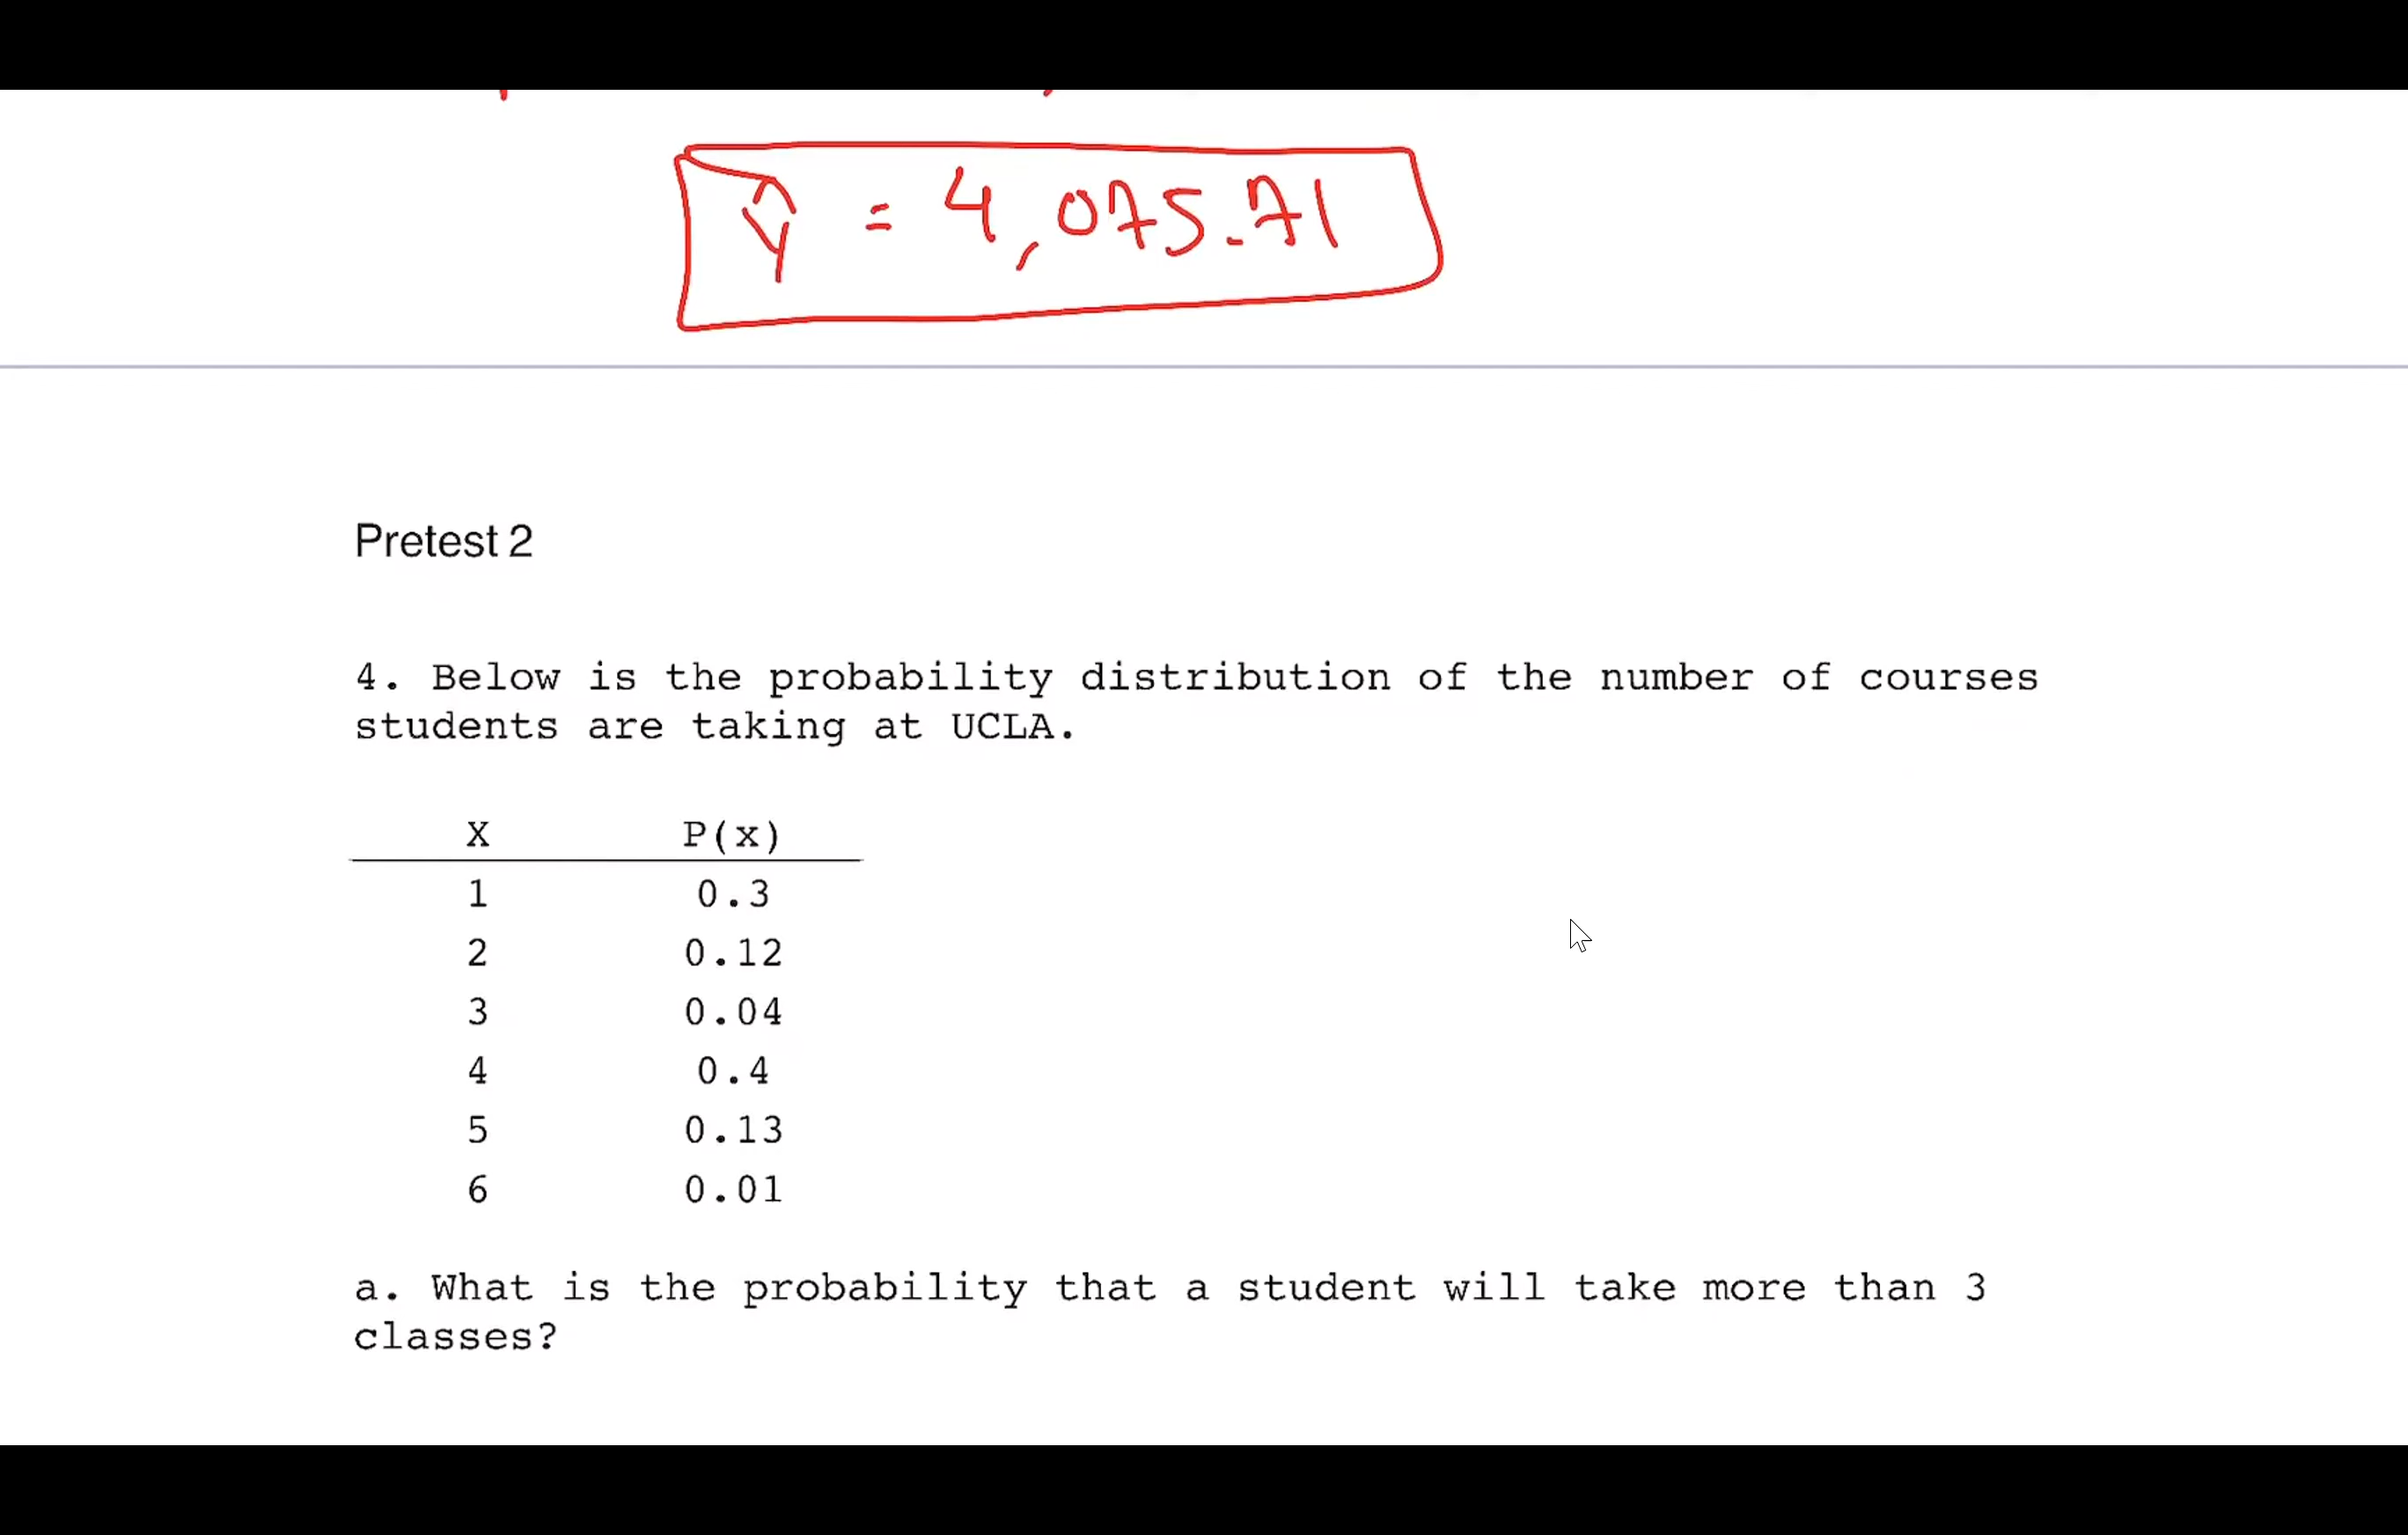 ŷ = 4,075.71
Pretest 2
4. Below is the probability distribution of the number of courses
students are taking at UCLA.
X P(x)
1 0.3
2 0.12
3 0.04
4 0.4
5 0.13
6 0.01
a. What is the probability that a student will take more than 3
classes?